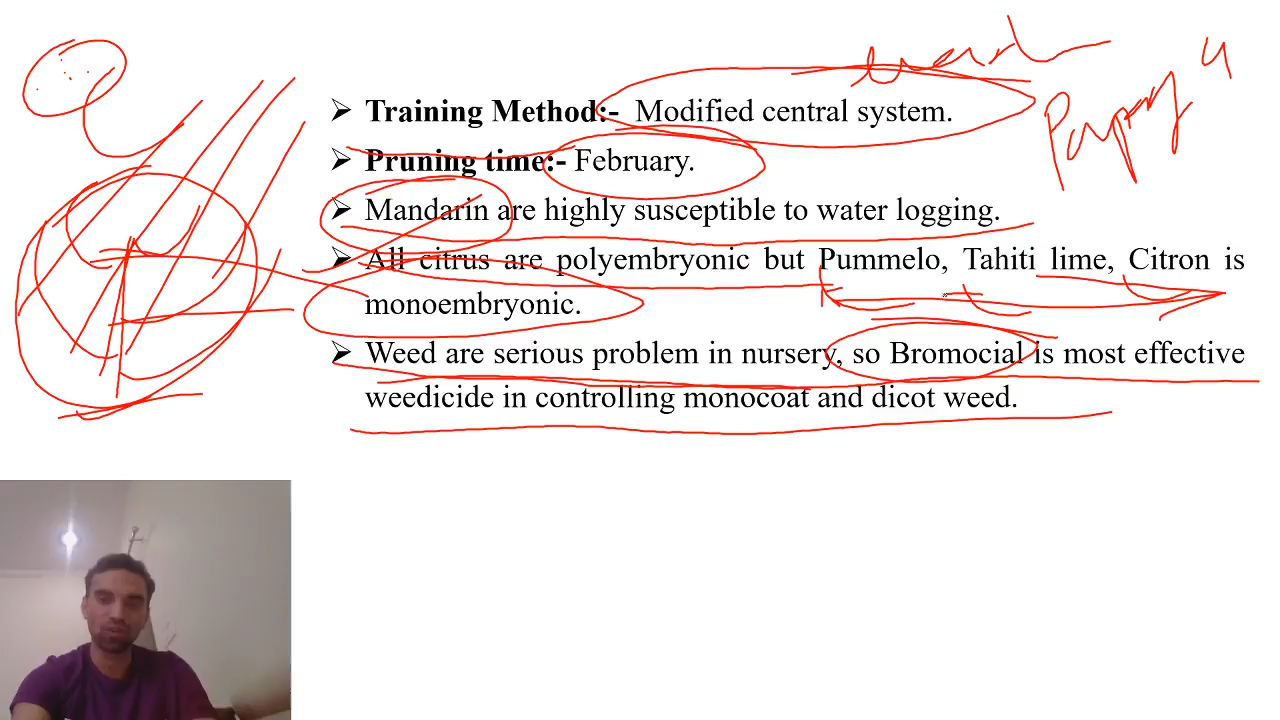 ➢ Training Method:- Modified central system.
➢ Pruning time:- February.
➢ Mandarin are highly susceptible to water logging.
➢ All citrus are polyembryonic but Pummelo, Tahiti lime, Citron is
monoembryonic.
➢ Weed are serious problem in nursery, so Bromocial is most effective
weedicide in controlling monocoat and dicot weed.